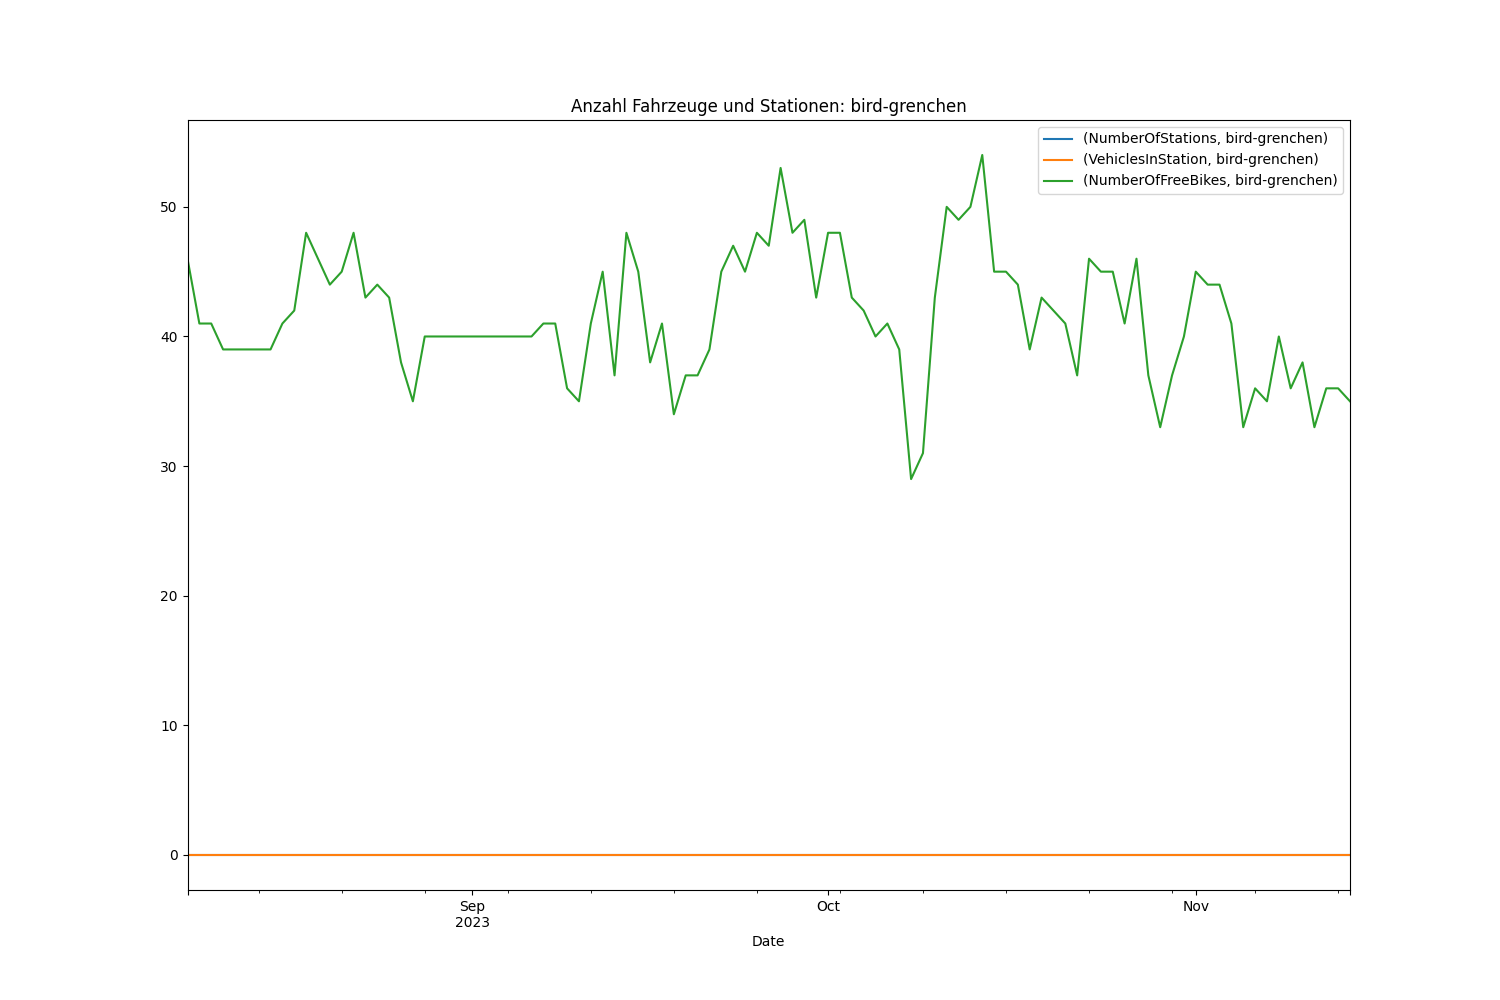 Anzahl Fahrzeuge und Stationen: bird-grenchen
(NumberOfStations, bird-grenchen)
(VehiclesInStation, bird-grenchen)
(NumberOfFreeBikes, bird-grenchen)
50
40
30
20
10
0
Sep
2023
Oct
Nov
Date